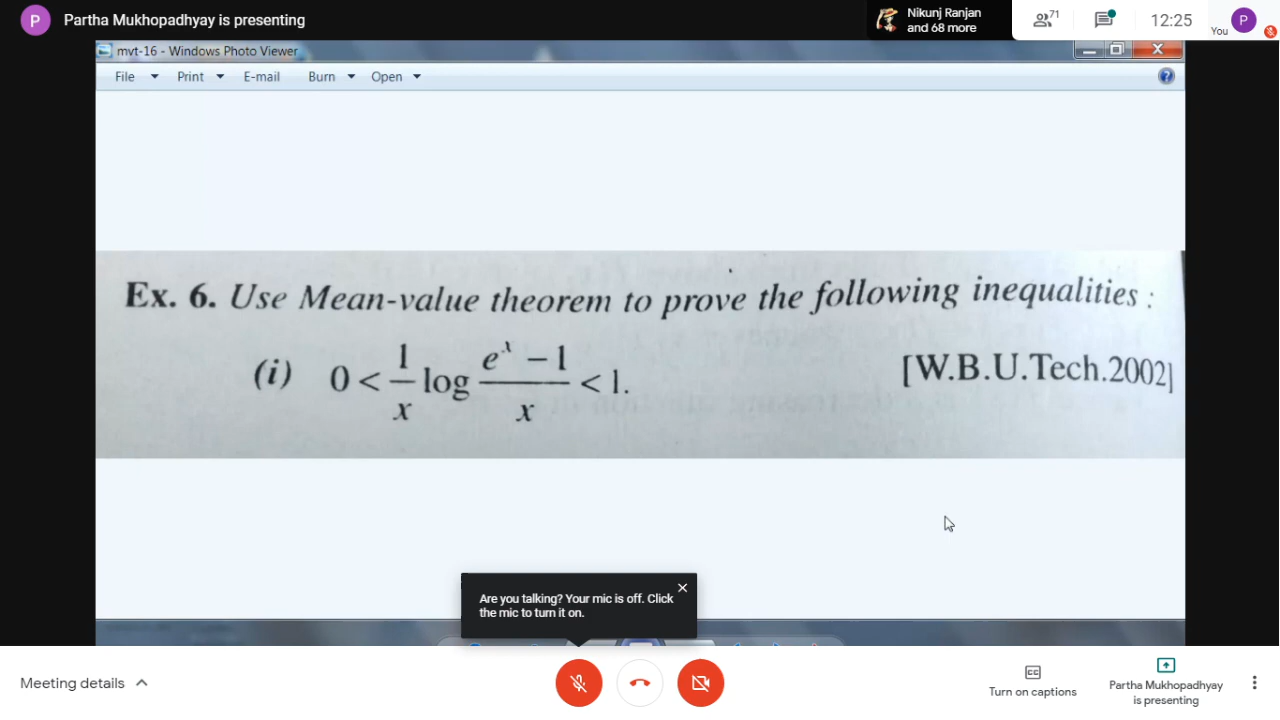 P Partha Mukhopadhyay is presenting
Nikunj Ranjan
and 68 more
71
12:25
You
P
mvt-16 - Windows Photo Viewer
File Print E-mail Burn Open
Ex. 6. Use Mean-value theorem to prove the following inequalities :
(i) 0 < 1/x log (e^x − 1)/x < 1. [W.B.U.Tech.2002]
Are you talking? Your mic is off. Click
the mic to turn it on.
Meeting details
Turn on captions
Partha Mukhopadhyay
is presenting